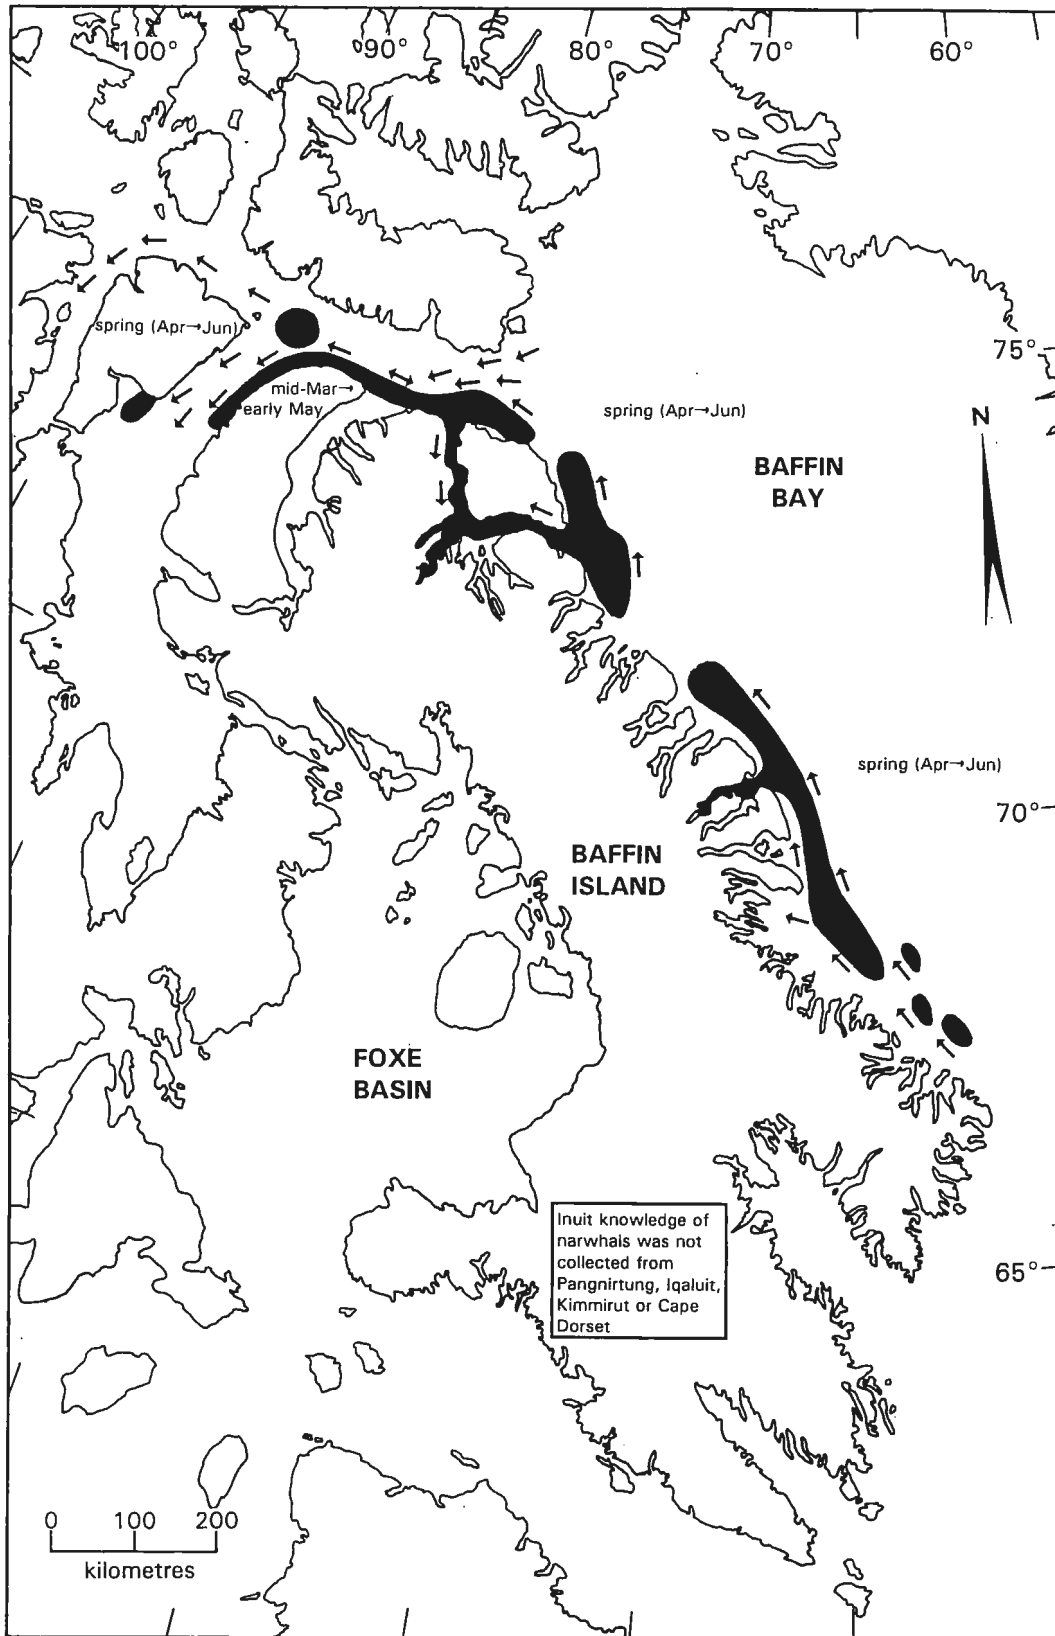 100° 90° 80° 70° 60°
75°
spring (Apr→Jun)
mid-Mar→
early May
spring (Apr→Jun)
N
BAFFIN
BAY
spring (Apr→Jun)
70°
BAFFIN
ISLAND
FOXE
BASIN
Inuit knowledge of
narwhals was not
collected from
Pangnirtung, Iqaluit,
Kimmirut or Cape
Dorset
65°
0 100 200
kilometres